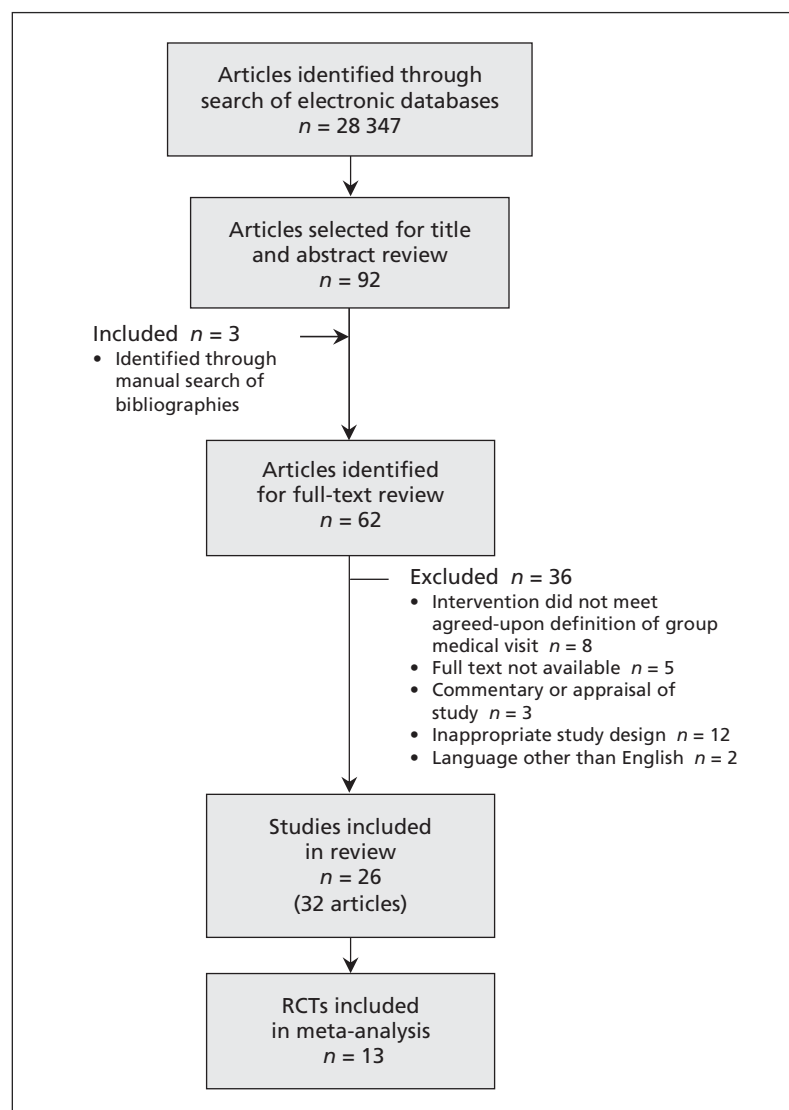 Articles identified through
search of electronic databases
n = 28 347
Articles selected for title
and abstract review
n = 92
Included n = 3
• Identified through
manual search of
bibliographies
Articles identified
for full-text review
n = 62
Excluded n = 36
• Intervention did not meet
agreed-upon definition of group
medical visit n = 8
• Full text not available n = 5
• Commentary or appraisal of
study n = 3
• Inappropriate study design n = 12
• Language other than English n = 2
Studies included
in review
n = 26
(32 articles)
RCTs included
in meta-analysis
n = 13